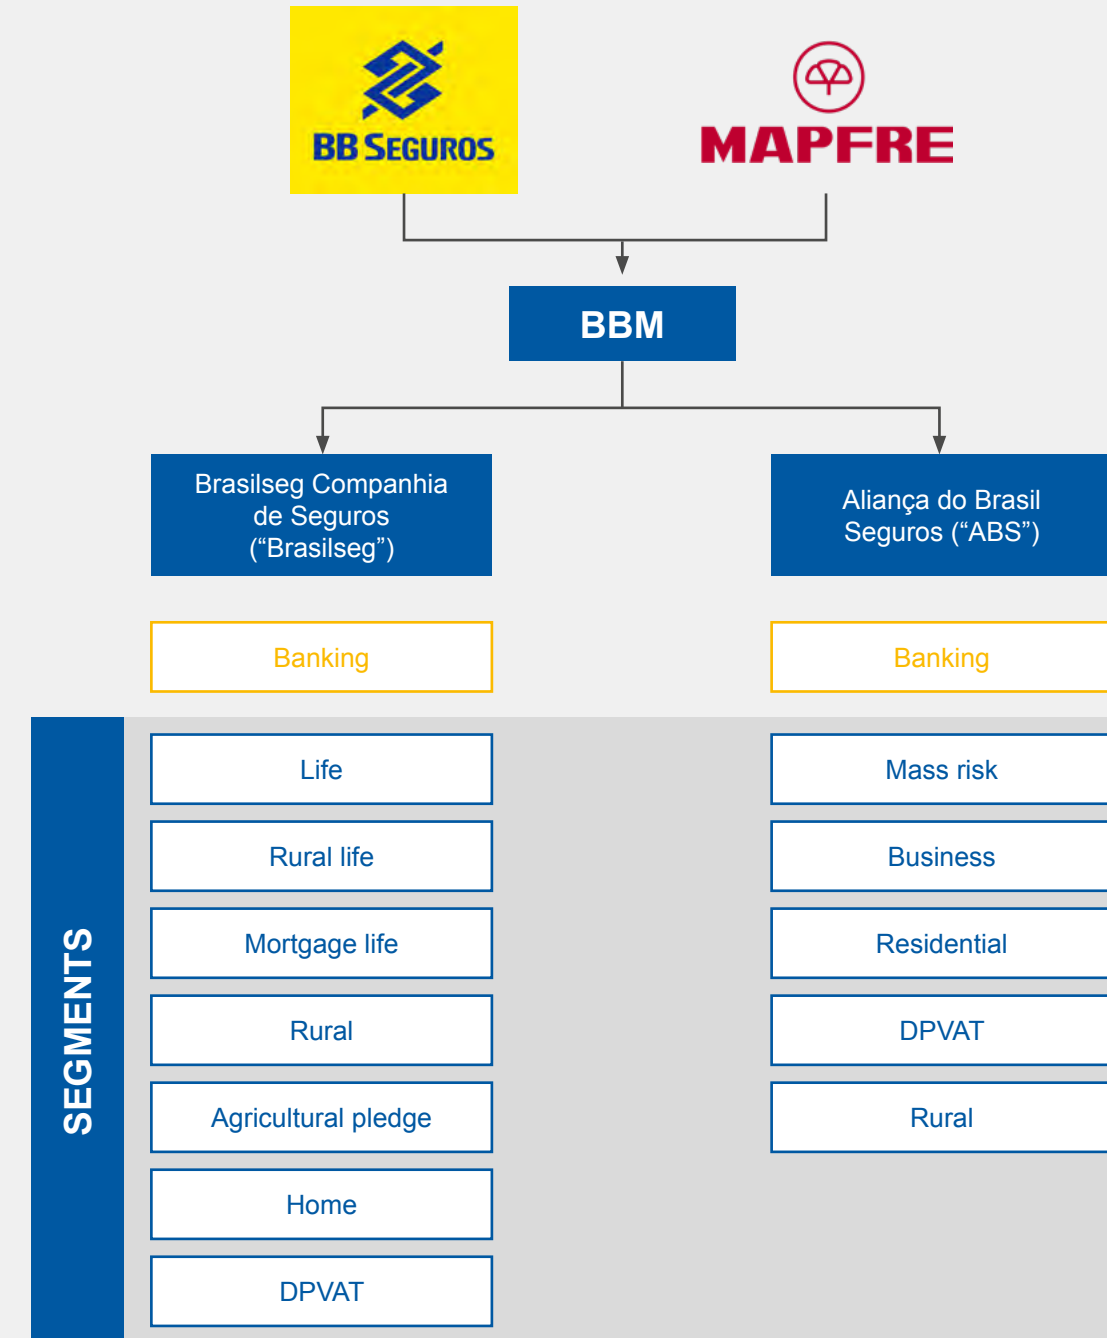 BB SEGUROS
MAPFRE
BBM
Brasilseg Companhia
de Seguros
(“Brasilseg”)
Aliança do Brasil
Seguros (“ABS”)
Banking
Banking
SEGMENTS
Life
Rural life
Mortgage life
Rural
Agricultural pledge
Home
DPVAT
Mass risk
Business
Residential
DPVAT
Rural